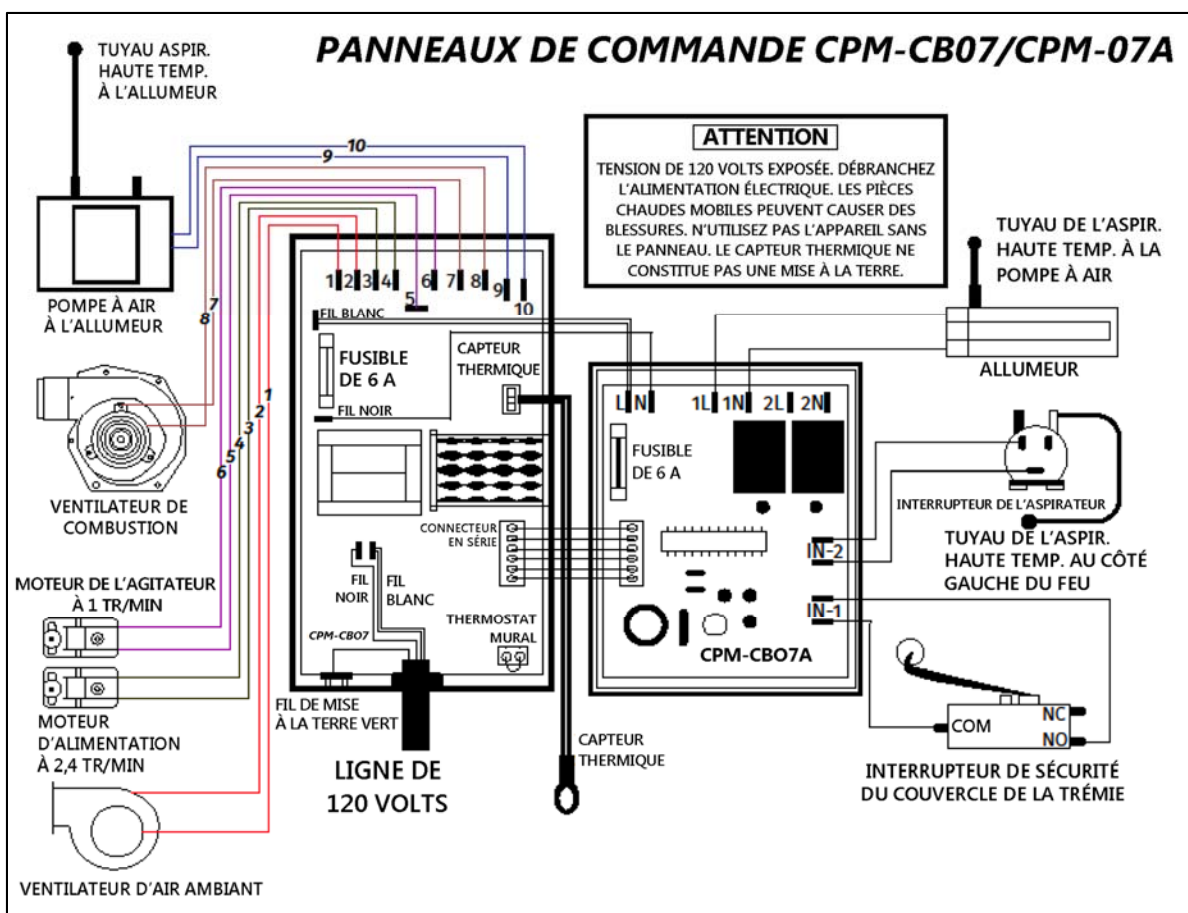 PANNEAUX DE COMMANDE CPM-CB07/CPM-07A
TUYAU ASPIR.
HAUTE TEMP.
À L'ALLUMEUR
POMPE À AIR
À L'ALLUMEUR
10
9
7
8
VENTILATEUR DE
COMBUSTION
1
2
3
4
5
6
MOTEUR DE L'AGITATEUR
À 1 TR/MIN
MOTEUR
D'ALIMENTATION
À 2,4 TR/MIN
VENTILATEUR D'AIR AMBIANT
1 2 3 4 5 6 7 8 9 10
FIL BLANC
FUSIBLE
DE 6 A
FIL NOIR
CAPTEUR
THERMIQUE
CONNECTEUR
EN SÉRIE
FIL
NOIR
FIL
BLANC
THERMOSTAT
MURAL
CPM-CBO7
FIL DE MISE
À LA TERRE VERT
LIGNE DE
120 VOLTS
CAPTEUR
THERMIQUE
ATTENTION
TENSION DE 120 VOLTS EXPOSÉE. DÉBRANCHEZ
L'ALIMENTATION ÉLECTRIQUE. LES PIÈCES
CHAUDES MOBILES PEUVENT CAUSER DES
BLESSURES. N'UTILISEZ PAS L'APPAREIL SANS
LE PANNEAU. LE CAPTEUR THERMIQUE NE
CONSTITUE PAS UNE MISE À LA TERRE.
L N 1L 1N 2L 2N
FUSIBLE
DE 6 A
IN-2
IN-1
CPM-CBO7A
TUYAU DE L'ASPIR.
HAUTE TEMP. À LA
POMPE À AIR
ALLUMEUR
INTERRUPTEUR DE L'ASPIRATEUR
TUYAU DE L'ASPIR.
HAUTE TEMP. AU CÔTÉ
GAUCHE DU FEU
COM
NC
NO
INTERRUPTEUR DE SÉCURITÉ
DU COUVERCLE DE LA TRÉMIE